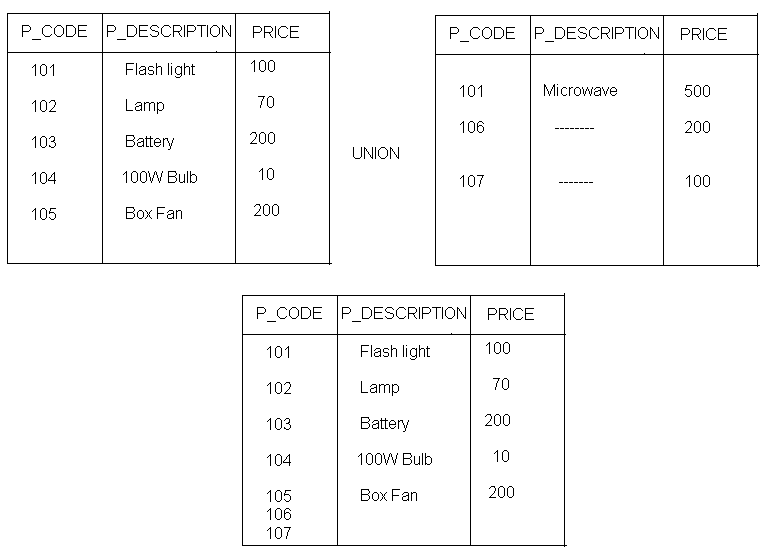 P_CODE P_DESCRIPTION PRICE
101 Flash light 100
102 Lamp 70
103 Battery 200
104 100W Bulb 10
105 Box Fan 200
UNION
P_CODE P_DESCRIPTION PRICE
101 Microwave 500
106 -------- 200
107 ------- 100
P_CODE P_DESCRIPTION PRICE
101 Flash light 100
102 Lamp 70
103 Battery 200
104 100W Bulb 10
105 Box Fan 200
106
107